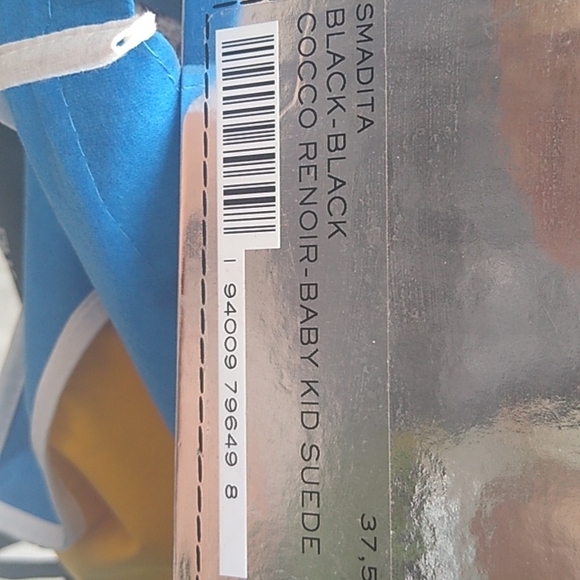 SMADITA 37,5
BLACK-BLACK
COCCO RENOIR-BABY KID SUEDE
1 94009 79649 8